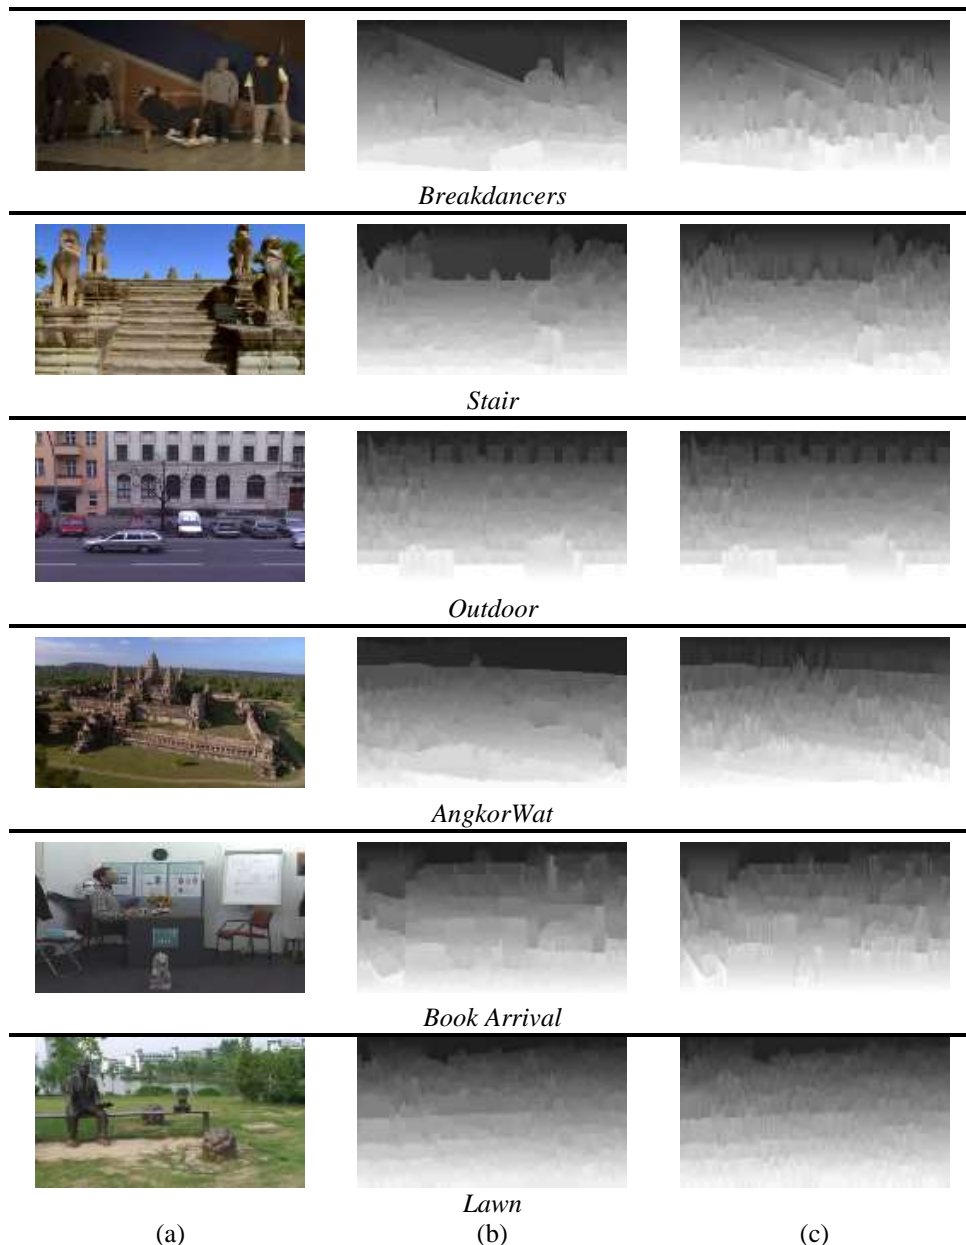 Breakdancers
Stair
Outdoor
AngkorWat
Book Arrival
Lawn
(a) (b) (c)